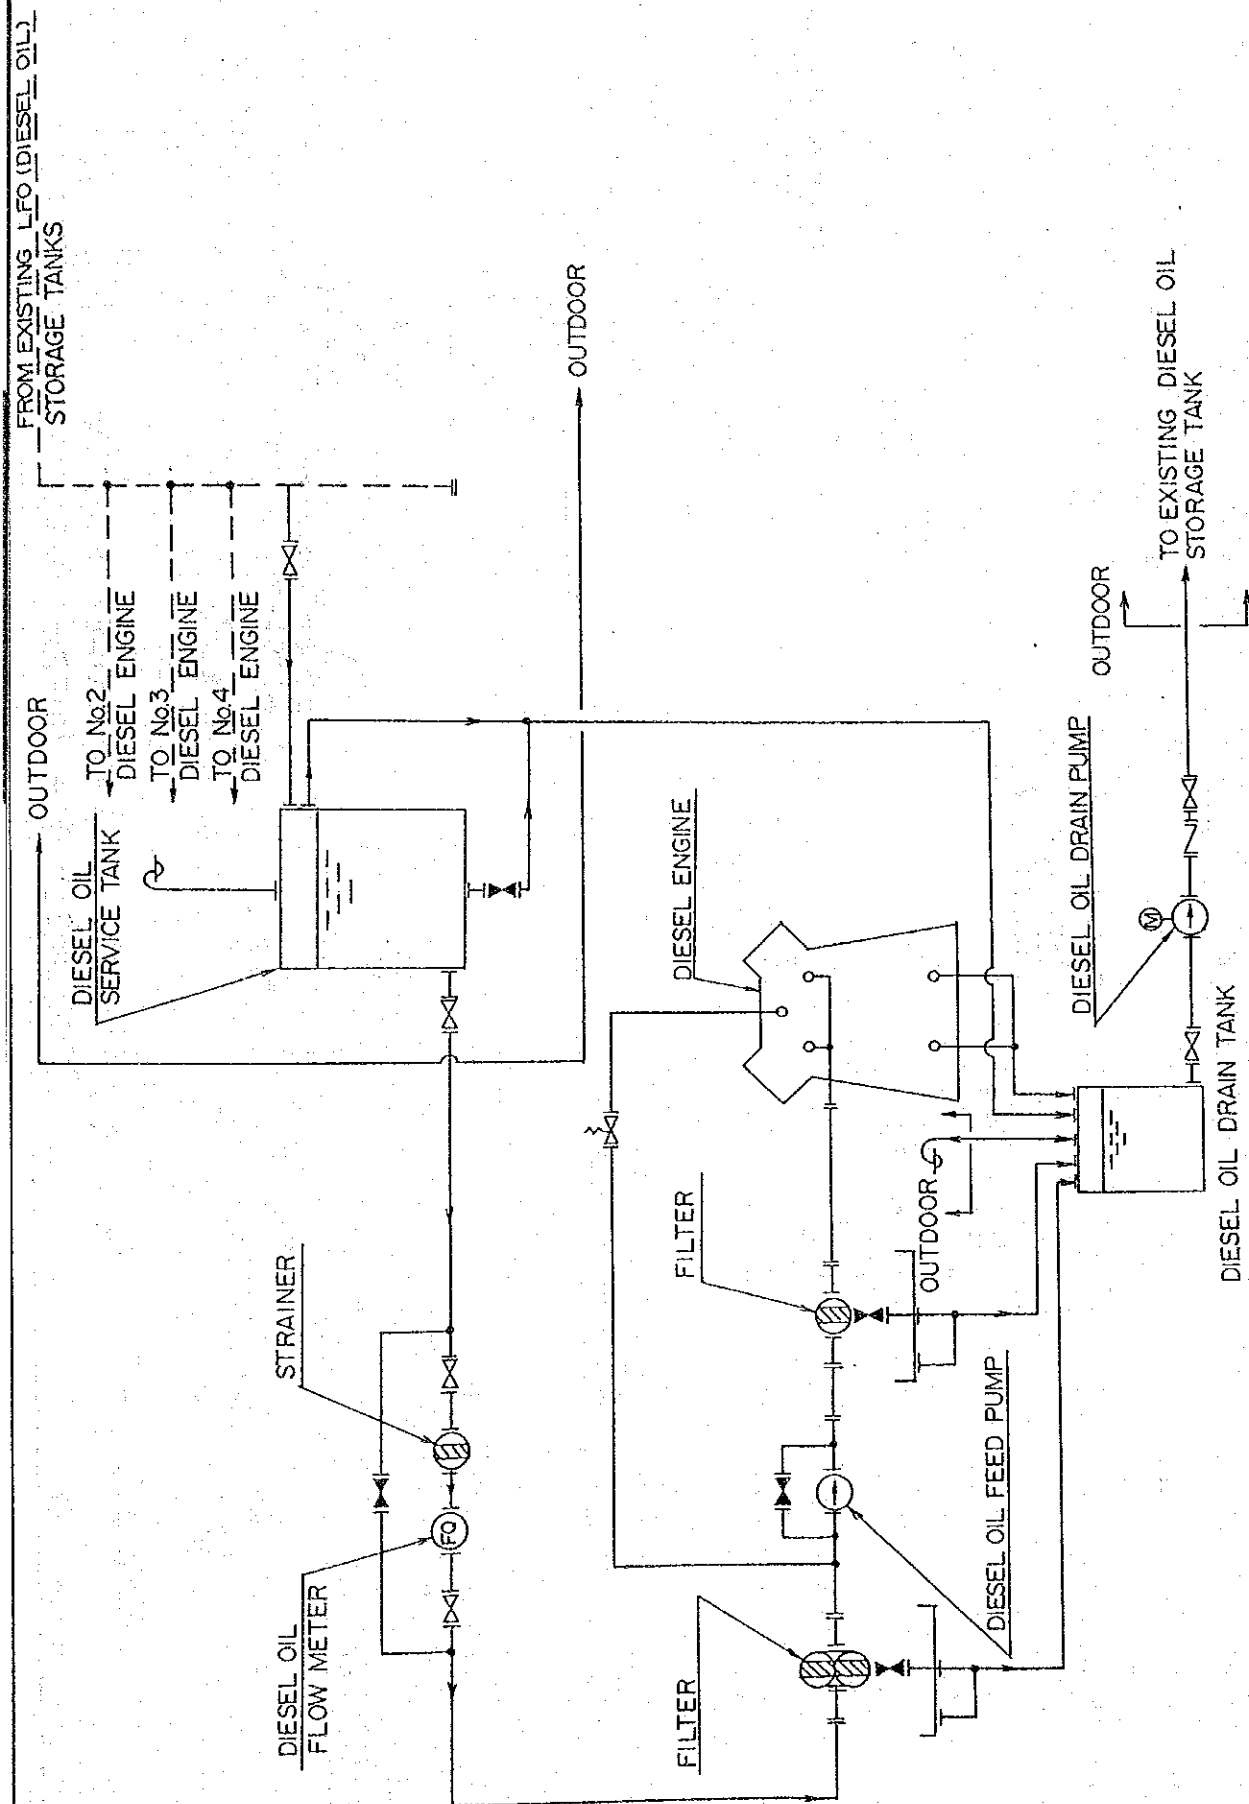 FROM EXISTING LFO (DIESEL OIL)
STORAGE TANKS
OUTDOOR
TO No.2
DIESEL ENGINE
TO No.3
DIESEL ENGINE
TO No.4
DIESEL ENGINE
DIESEL OIL
SERVICE TANK
OUTDOOR
STRAINER
DIESEL OIL
FLOW METER
FQ
DIESEL ENGINE
FILTER
FILTER
DIESEL OIL FEED PUMP
OUTDOOR
DIESEL OIL DRAIN TANK
DIESEL OIL DRAIN PUMP
M
OUTDOOR
TO EXISTING DIESEL OIL
STORAGE TANK